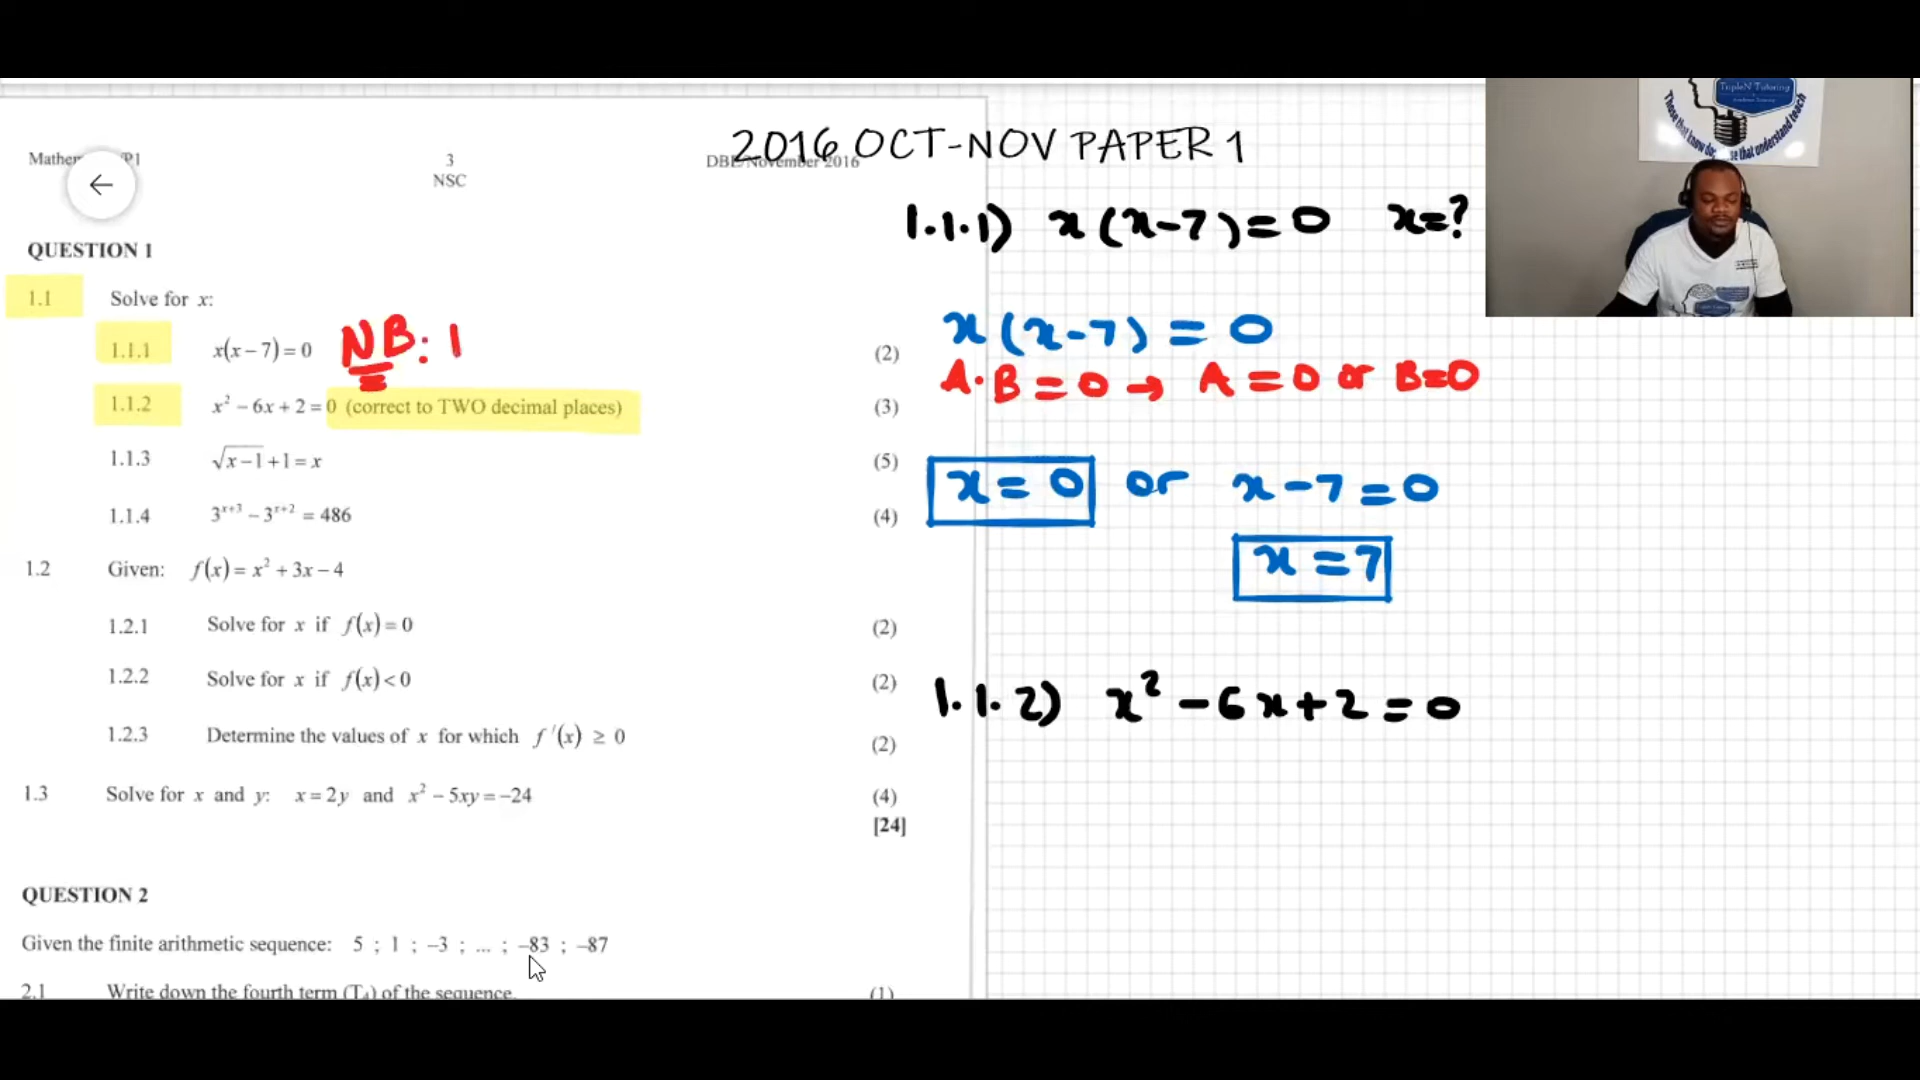 2016 OCT-NOV PAPER 1
3
NSC
QUESTION 1
1.1 Solve for x:
1.1.1 x(x − 7) = 0 (2)
NB: 1
1.1.2 x² − 6x + 2 = 0 (correct to TWO decimal places) (3)
1.1.3 √(x−1) + 1 = x (5)
1.1.4 3ˣ⁺³ − 3ˣ⁺² = 486 (4)
1.2 Given: f(x) = x² + 3x − 4
1.2.1 Solve for x if f(x) = 0 (2)
1.2.2 Solve for x if f(x) < 0 (2)
1.2.3 Determine the values of x for which f′(x) ≥ 0 (2)
1.3 Solve for x and y: x = 2y and x² − 5xy = −24 (4)
[24]
QUESTION 2
Given the finite arithmetic sequence: 5 ; 1 ; −3 ; ... ; −83 ; −87
2.1 Write down the fourth term (T₄) of the sequence. (1)
1.1.1) x(x−7)=0 x=?
x(x−7)=0
A·B=0 → A=0 or B=0
x=0 or x−7=0
x=7
1.1.2) x²−6x+2=0
TripleN Tutoring